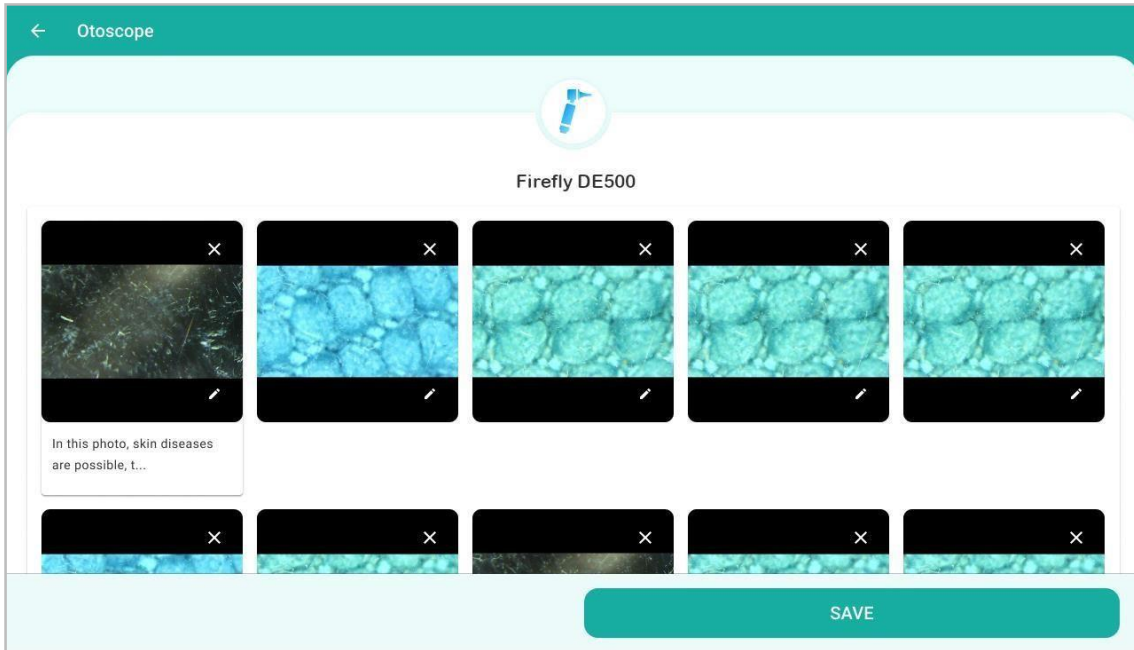 Otoscope
Firefly DE500
In this photo, skin diseases
are possible, t...
SAVE